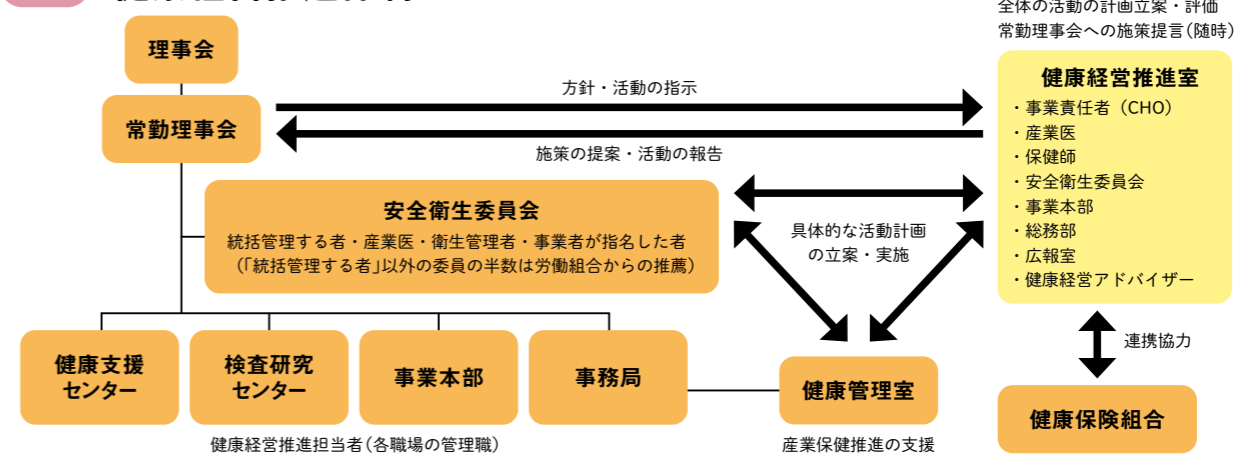 全体の活動の計画立案・評価
常勤理事会への施策提言(随時)
理事会
常勤理事会
方針・活動の指示
施策の提案・活動の報告
健康経営推進室
・事業責任者（CHO）
・産業医
・保健師
・安全衛生委員会
・事業本部
・総務部
・広報室
・健康経営アドバイザー
安全衛生委員会
統括管理する者・産業医・衛生管理者・事業者が指名した者
（｢統括管理する者｣以外の委員の半数は労働組合からの推薦）
具体的な活動計画
の立案・実施
連携協力
健康支援
センター
検査研究
センター
事業本部
事務局
健康管理室
健康保険組合
健康経営推進担当者(各職場の管理職)
産業保健推進の支援